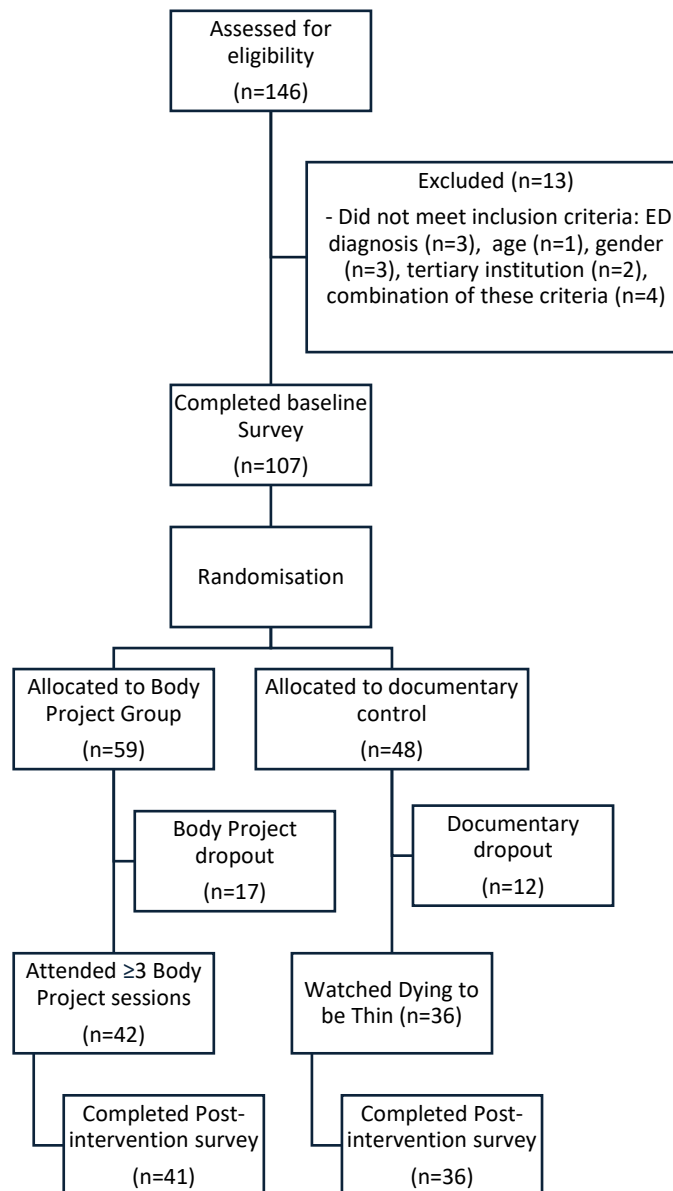 Assessed for
eligibility
(n=146)
Excluded (n=13)
- Did not meet inclusion criteria: ED
diagnosis (n=3), age (n=1), gender
(n=3), tertiary institution (n=2),
combination of these criteria (n=4)
Completed baseline
Survey
(n=107)
Randomisation
Allocated to Body
Project Group
(n=59)
Allocated to documentary
control
(n=48)
Body Project
dropout
(n=17)
Documentary
dropout
(n=12)
Attended ≥3 Body
Project sessions
(n=42)
Watched Dying to
be Thin (n=36)
Completed Post-
intervention survey
(n=41)
Completed Post-
intervention survey
(n=36)